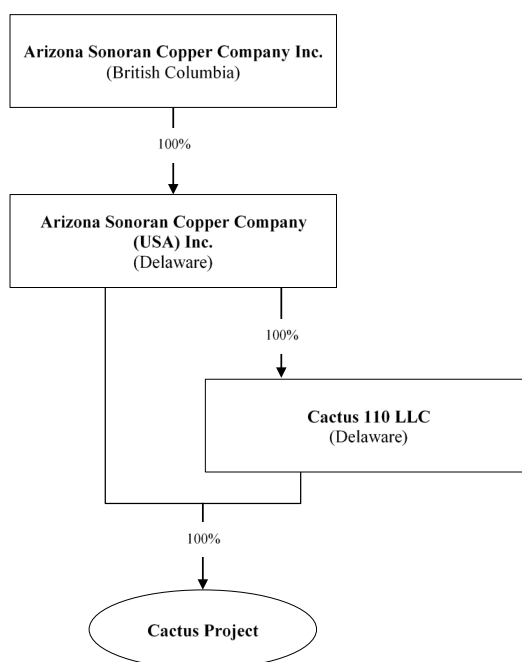 Arizona Sonoran Copper Company Inc.
(British Columbia)
100%
Arizona Sonoran Copper Company
(USA) Inc.
(Delaware)
100%
Cactus 110 LLC
(Delaware)
100%
Cactus Project